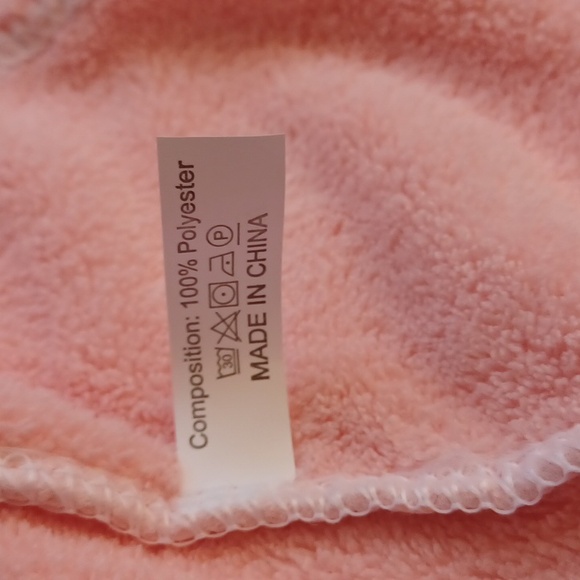 Composition: 100% Polyester
30 P
MADE IN CHINA